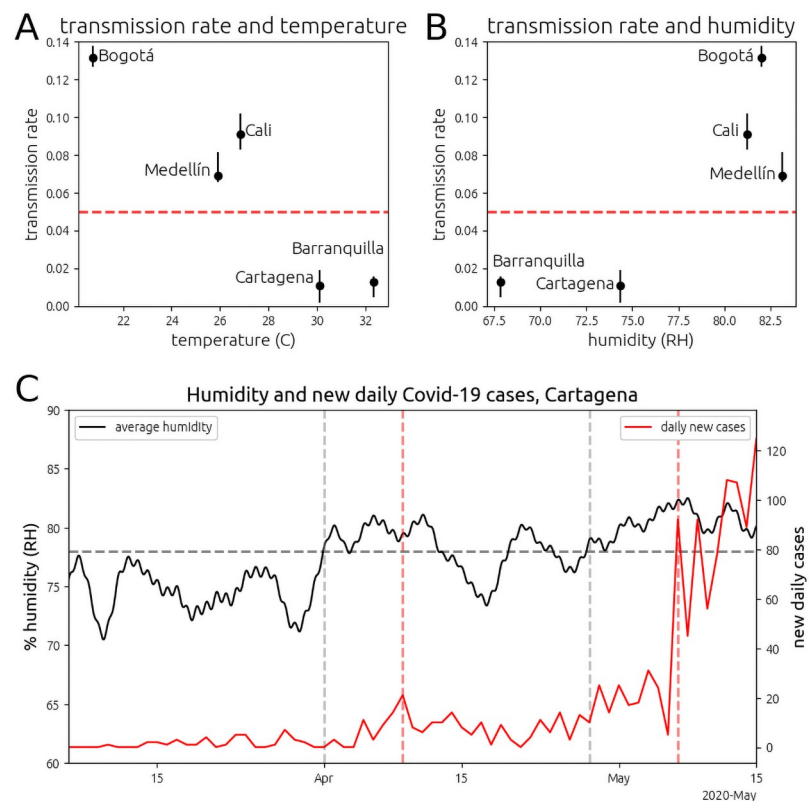 A transmission rate and temperature
0.14
0.12
0.10
0.08
0.06
0.04
0.02
0.00
transmission rate
Bogotá
Cali
Medellín
Barranquilla
Cartagena
22 24 26 28 30 32
temperature (C)
B transmission rate and humidity
0.14
0.12
0.10
0.08
0.06
0.04
0.02
0.00
transmission rate
Bogotá
Cali
Medellín
Barranquilla
Cartagena
67.5 70.0 72.5 75.0 77.5 80.0 82.5
humidity (RH)
C
Humidity and new daily Covid-19 cases, Cartagena
average humidity
daily new cases
90
85
80
75
70
65
60
% humidity (RH)
120
100
80
60
40
20
0
new daily cases
15 Apr 15 May 15
2020-May